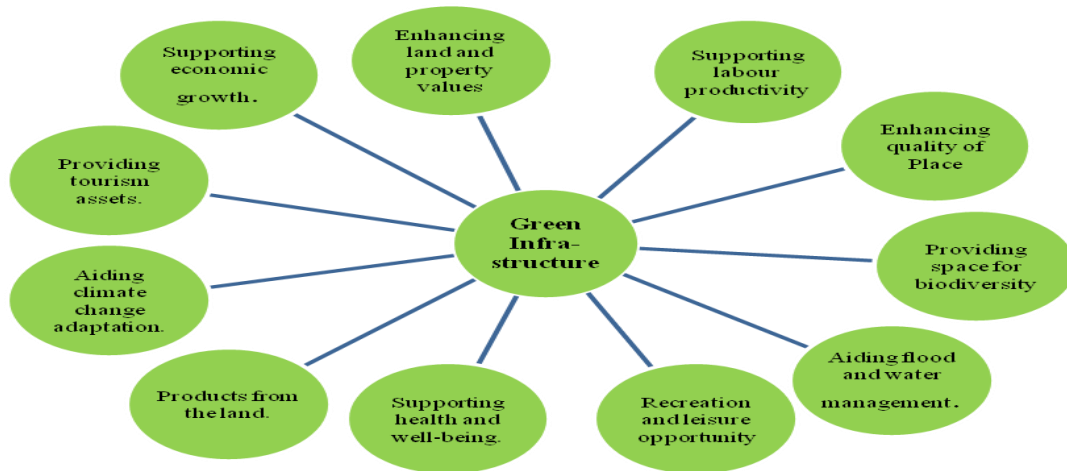 Supporting
economic
growth.
Enhancing
land and
property
values
Supporting
labour
productivity
Enhancing
quality of
Place
Providing
tourism
assets.
Green
Infra-
structure
Providing
space for
biodiversity
Aiding
climate
change
adaptation.
Aiding flood
and water
management.
Products from
the land.
Supporting
health and
well-being.
Recreation
and leisure
opportunity